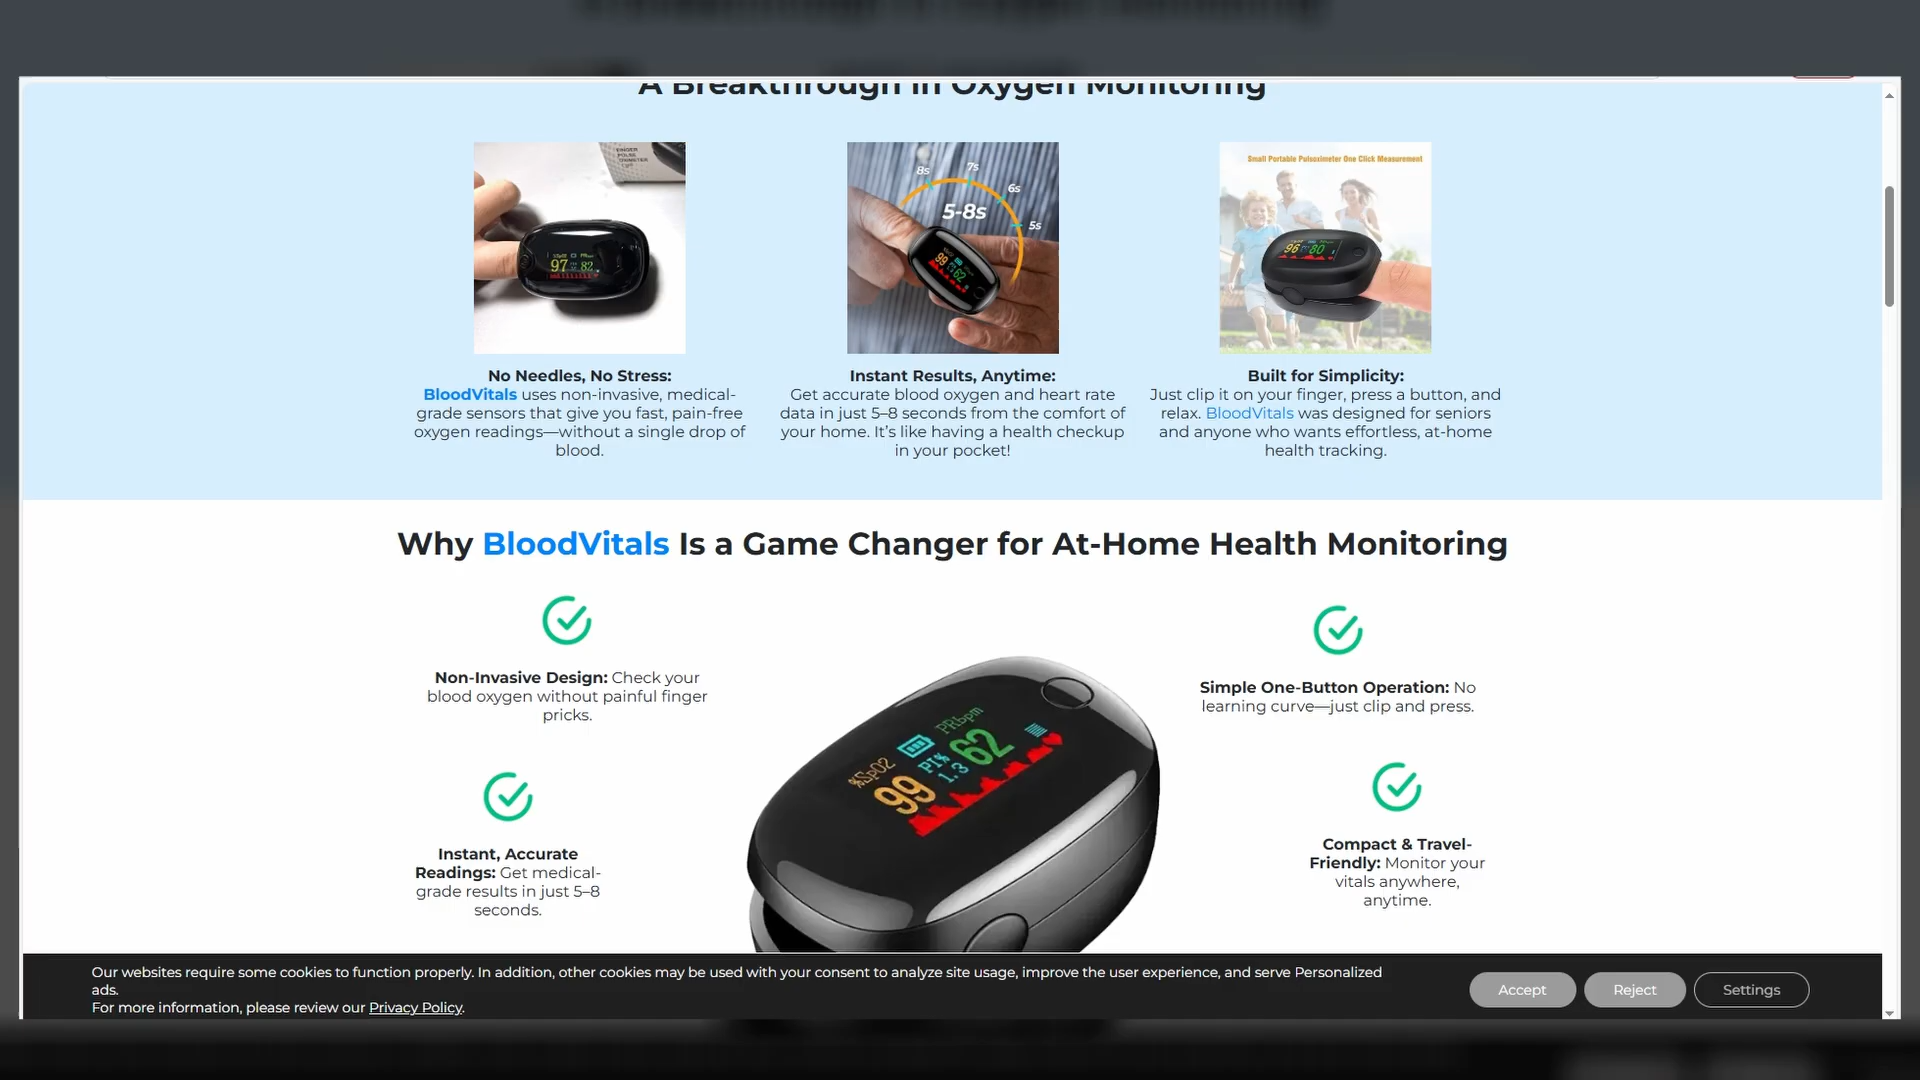 A Breakthrough in Oxygen Monitoring
FINGER
PULSE
OXIMETER
8s
7s
6s
5-8s
5s
Small Portable Pulsoximeter One Click Measurement
97
82
99
62
96
80
No Needles, No Stress:
BloodVitals uses non-invasive, medical-
grade sensors that give you fast, pain-free
oxygen readings—without a single drop of
blood.
Instant Results, Anytime:
Get accurate blood oxygen and heart rate
data in just 5–8 seconds from the comfort of
your home. It’s like having a health checkup
in your pocket!
Built for Simplicity:
Just clip it on your finger, press a button, and
relax. BloodVitals was designed for seniors
and anyone who wants effortless, at-home
health tracking.
Why BloodVitals Is a Game Changer for At-Home Health Monitoring
Non-Invasive Design: Check your
blood oxygen without painful finger
pricks.
Instant, Accurate
Readings: Get medical-
grade results in just 5–8
seconds.
%SpO2
PRbpm
99
PI%
1.3
62
Simple One-Button Operation: No
learning curve—just clip and press.
Compact & Travel-
Friendly: Monitor your
vitals anywhere,
anytime.
Our websites require some cookies to function properly. In addition, other cookies may be used with your consent to analyze site usage, improve the user experience, and serve Personalized
ads.
For more information, please review our Privacy Policy.
Accept
Reject
Settings